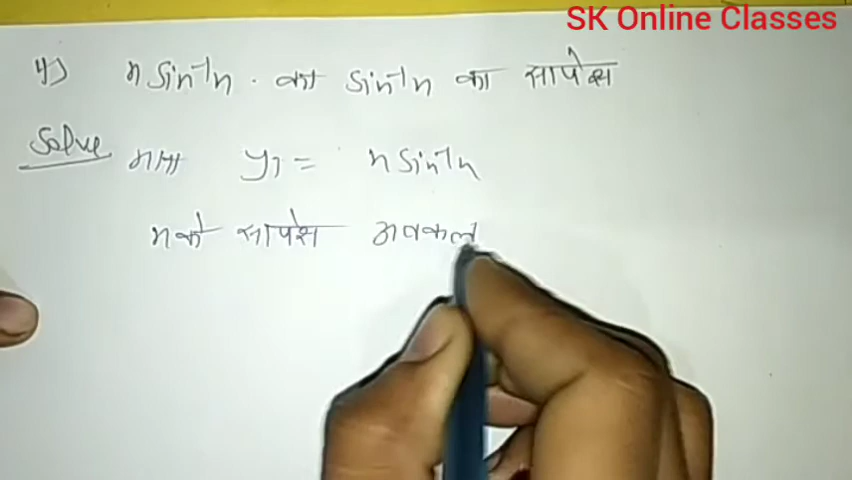 SK Online Classes
4) x sin⁻¹x . का sin⁻¹x का सापेक्ष
Solve माना y₁ = x sin⁻¹x
x के सापेक्ष अवकल